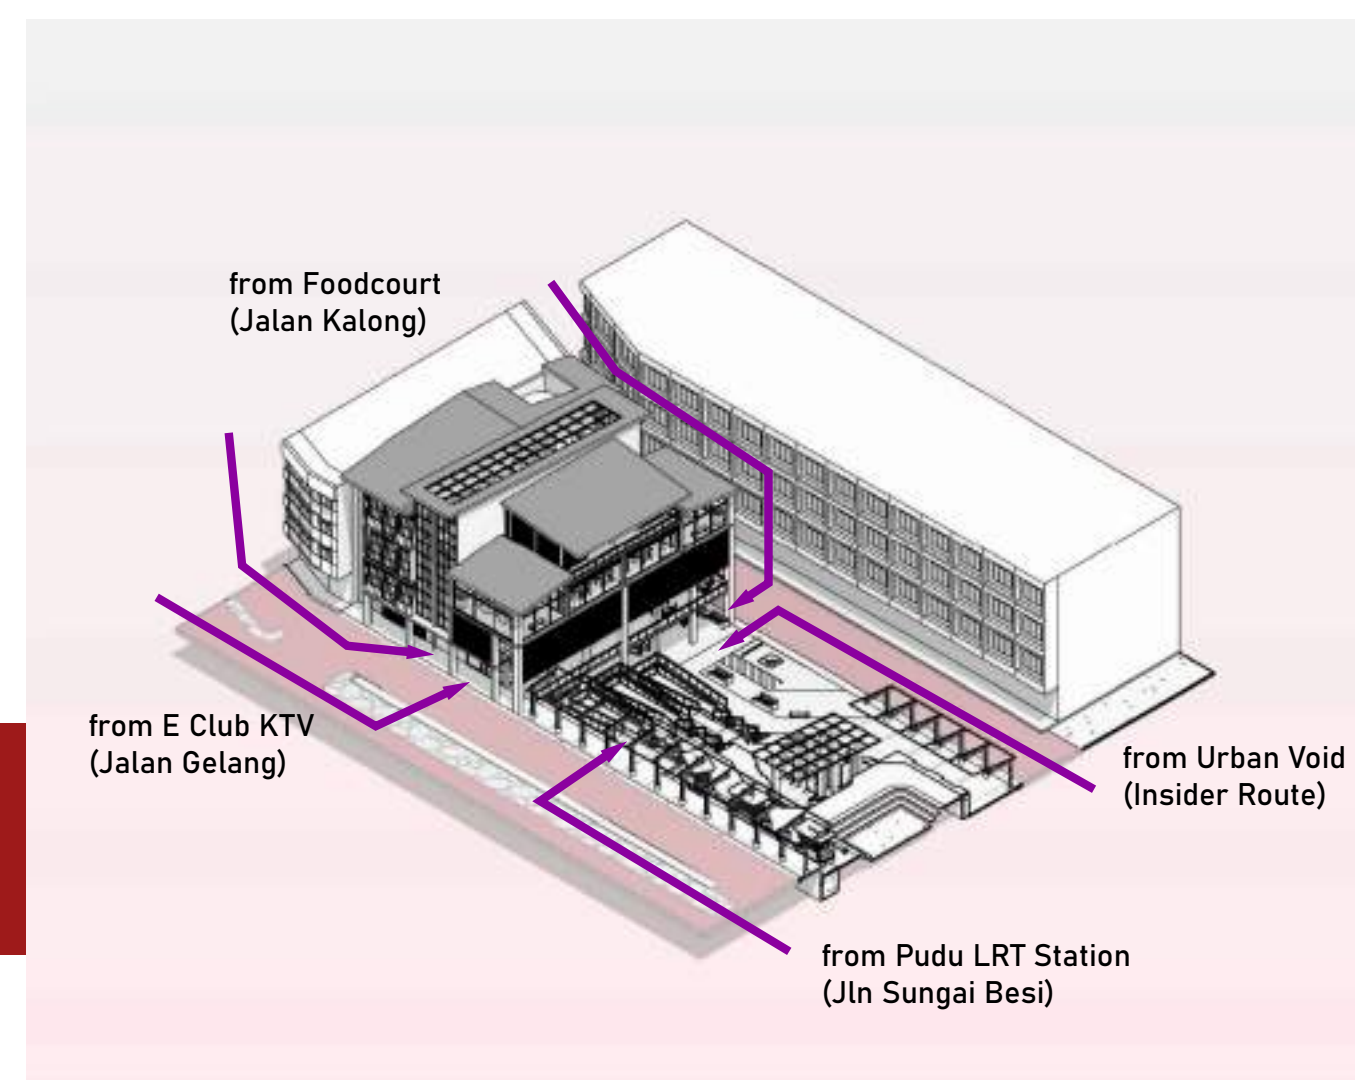 from Foodcourt
(Jalan Kalong)
from E Club KTV
(Jalan Gelang)
from Urban Void
(Insider Route)
from Pudu LRT Station
(Jln Sungai Besi)